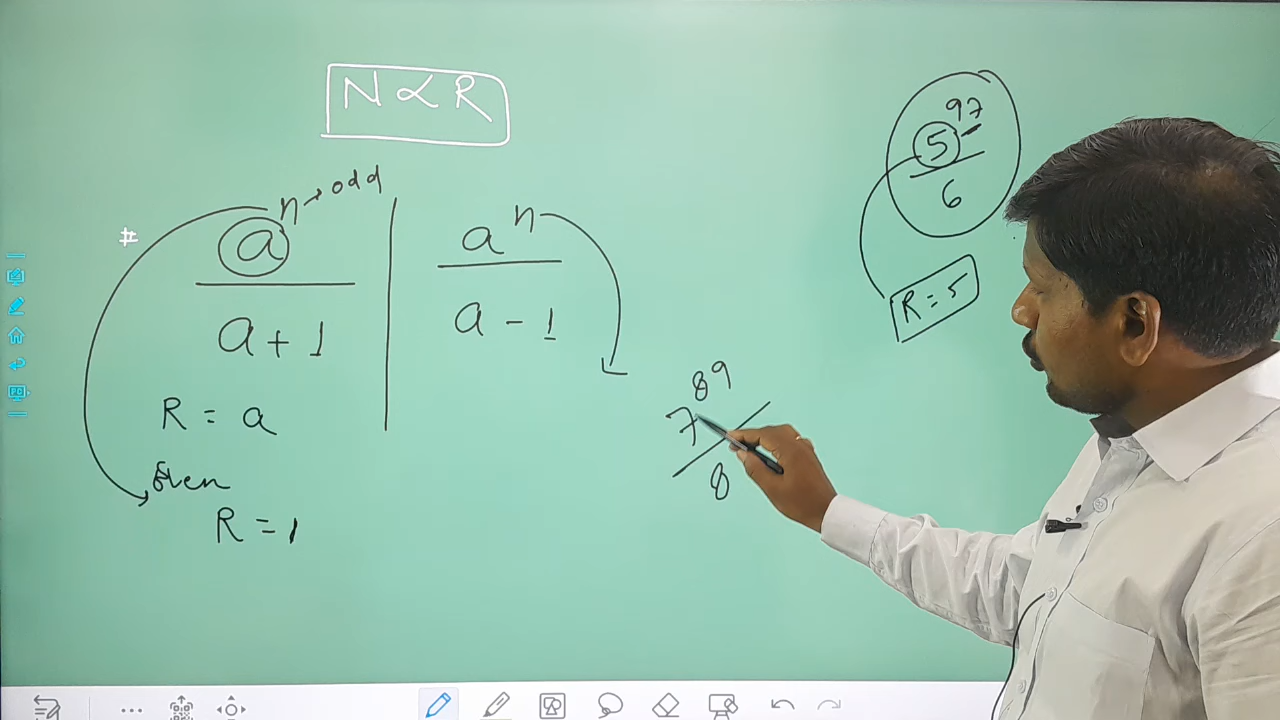 N ∝ R
#
a^n → odd
a + 1
R = a
Even
R = 1
a^n
a - 1
7^89
8
5^97
6
R = 5